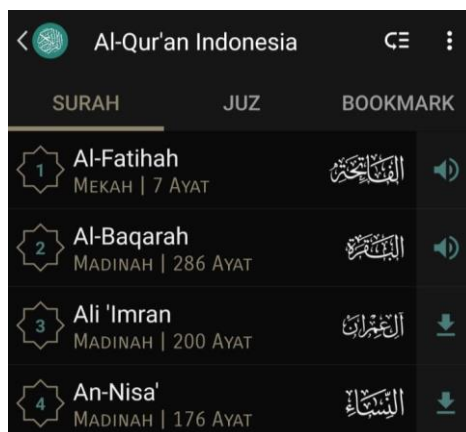 Al-Qur'an Indonesia
SURAH JUZ BOOKMARK
1 Al-Fatihah الفاتحة
MEKAH | 7 AYAT
2 Al-Baqarah البقرة
MADINAH | 286 AYAT
3 Ali 'Imran آل عمران
MADINAH | 200 AYAT
4 An-Nisa' النساء
MADINAH | 176 AYAT